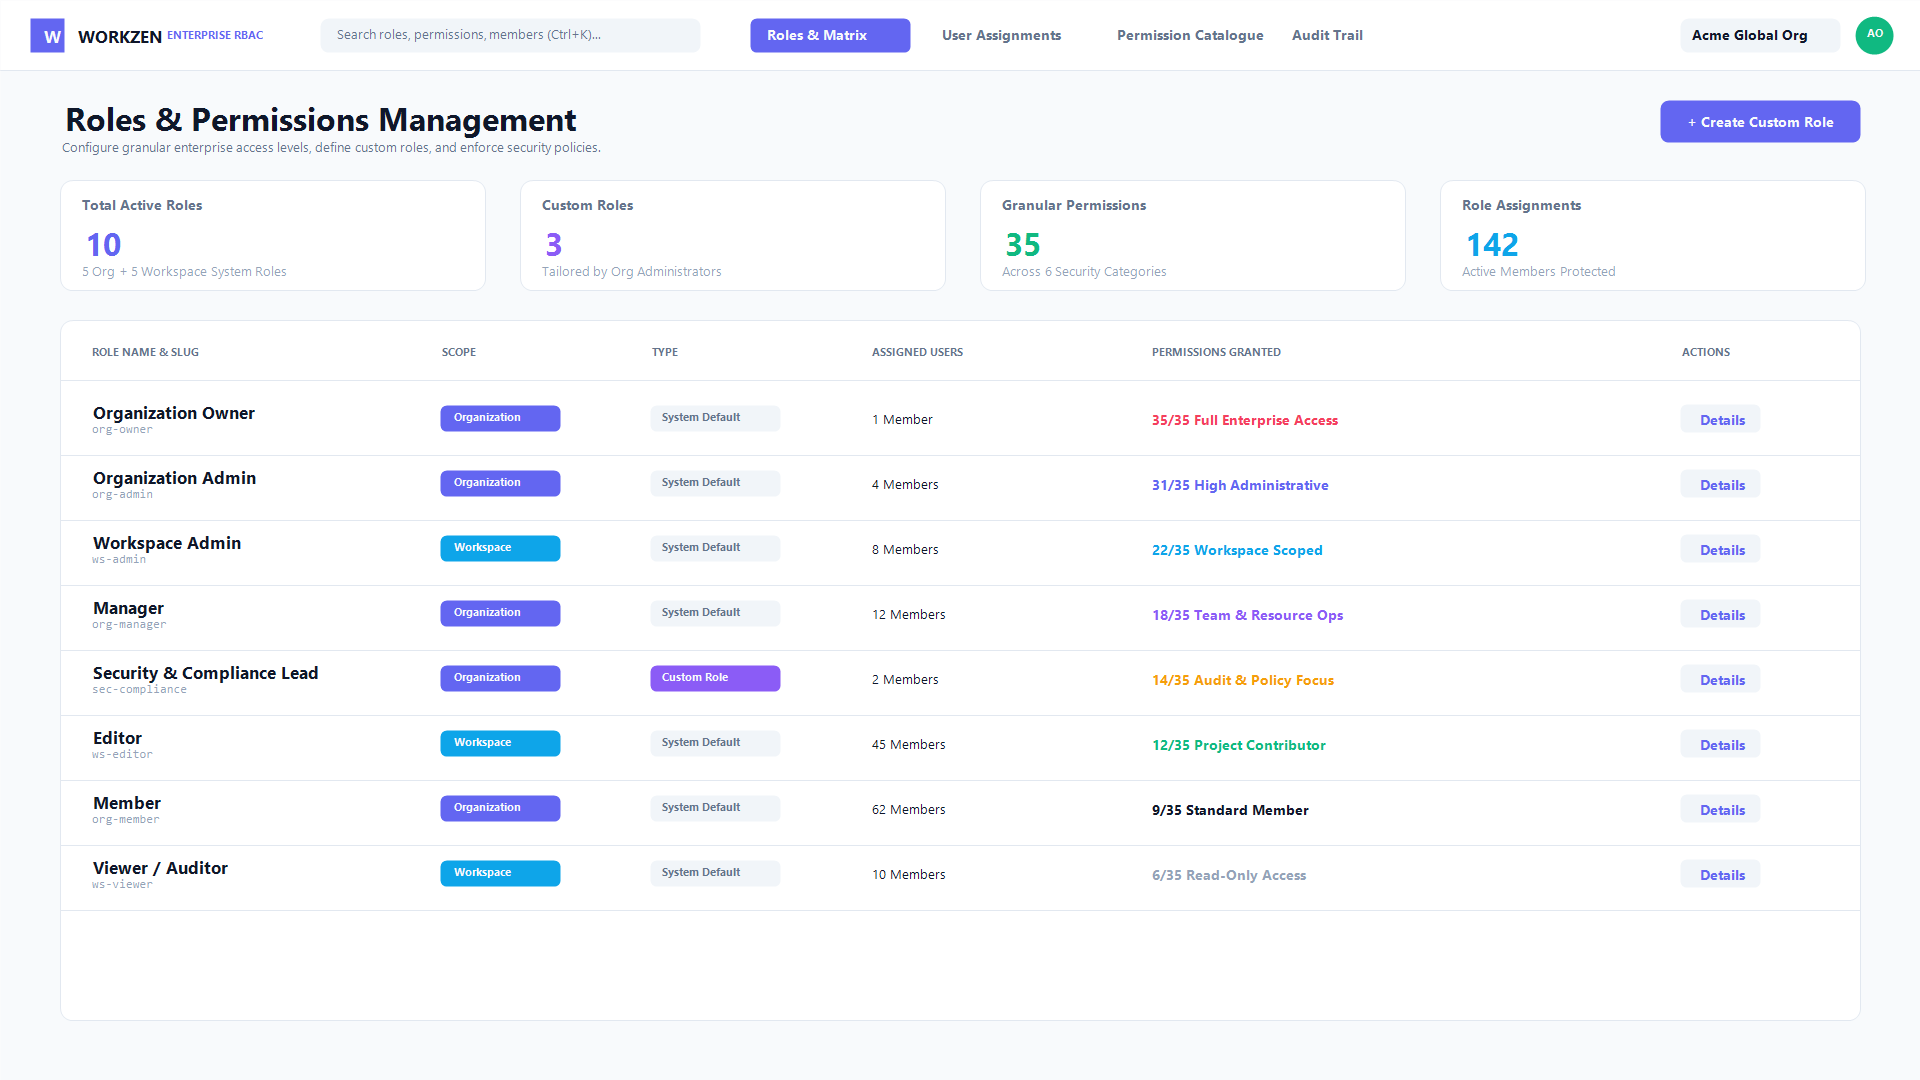 W WORKZEN ENTERPRISE RBAC Search roles, permissions, members (Ctrl+K)... Roles & Matrix User Assignments Permission Catalogue Audit Trail Acme Global Org AO
Roles & Permissions Management
Configure granular enterprise access levels, define custom roles, and enforce security policies.
+ Create Custom Role
Total Active Roles
10
5 Org + 5 Workspace System Roles
Custom Roles
3
Tailored by Org Administrators
Granular Permissions
35
Across 6 Security Categories
Role Assignments
142
Active Members Protected
ROLE NAME & SLUG SCOPE TYPE ASSIGNED USERS PERMISSIONS GRANTED ACTIONS
Organization Owner Organization System Default 1 Member 35/35 Full Enterprise Access Details
org-owner
Organization Admin Organization System Default 4 Members 31/35 High Administrative Details
org-admin
Workspace Admin Workspace System Default 8 Members 22/35 Workspace Scoped Details
ws-admin
Manager Organization System Default 12 Members 18/35 Team & Resource Ops Details
org-manager
Security & Compliance Lead Organization Custom Role 2 Members 14/35 Audit & Policy Focus Details
sec-compliance
Editor Workspace System Default 45 Members 12/35 Project Contributor Details
ws-editor
Member Organization System Default 62 Members 9/35 Standard Member Details
org-member
Viewer / Auditor Workspace System Default 10 Members 6/35 Read-Only Access Details
ws-viewer